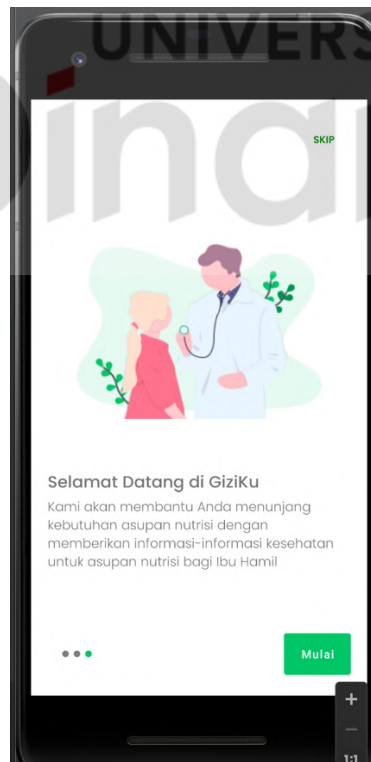 UNIVERS
SKIP
Selamat Datang di GiziKu
Kami akan membantu Anda menunjang
kebutuhan asupan nutrisi dengan
memberikan informasi-informasi kesehatan
untuk asupan nutrisi bagi Ibu Hamil
Mulai
1:1